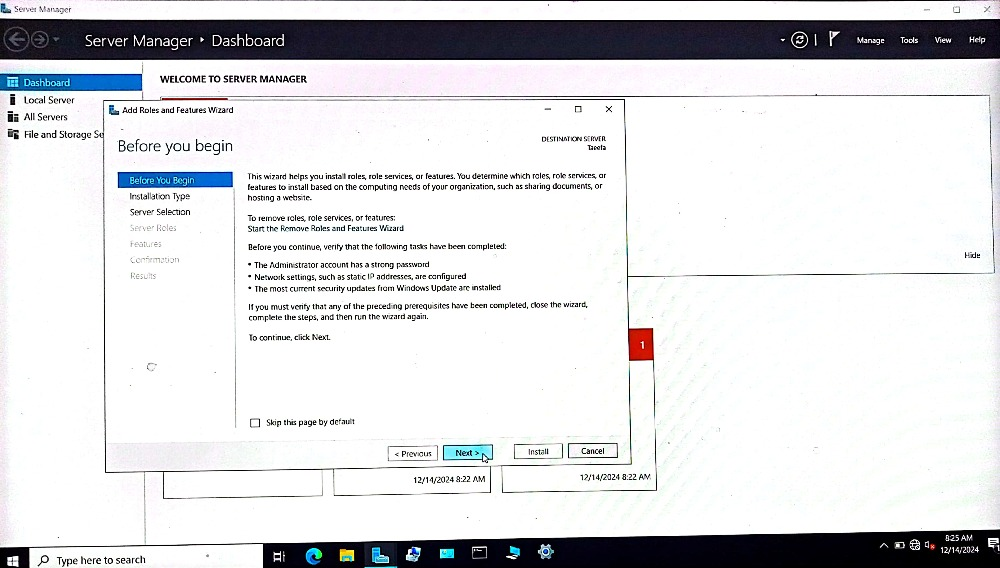 Server Manager
Server Manager • Dashboard
Manage Tools View Help
Dashboard
Local Server
All Servers
File and Storage Se
WELCOME TO SERVER MANAGER
Add Roles and Features Wizard
Before you begin
DESTINATION SERVER
Before You Begin
Installation Type
Server Selection
Server Roles
Features
Confirmation
Results
This wizard helps you install roles, role services, or features. You determine which roles, role services, or
features to install based on the computing needs of your organization, such as sharing documents, or
hosting a website.
To remove roles, role services, or features:
Start the Remove Roles and Features Wizard
Before you continue, verify that the following tasks have been completed:
• The Administrator account has a strong password
• Network settings, such as static IP addresses, are configured
• The most current security updates from Windows Update are installed
If you must verify that any of the preceding prerequisites have been completed, close the wizard,
complete the steps, and then run the wizard again.
To continue, click Next.
Skip this page by default
< Previous Next > Install Cancel
Hide
1
12/14/2024 8:22 AM
12/14/2024 8:22 AM
Type here to search
8:25 AM
12/14/2024